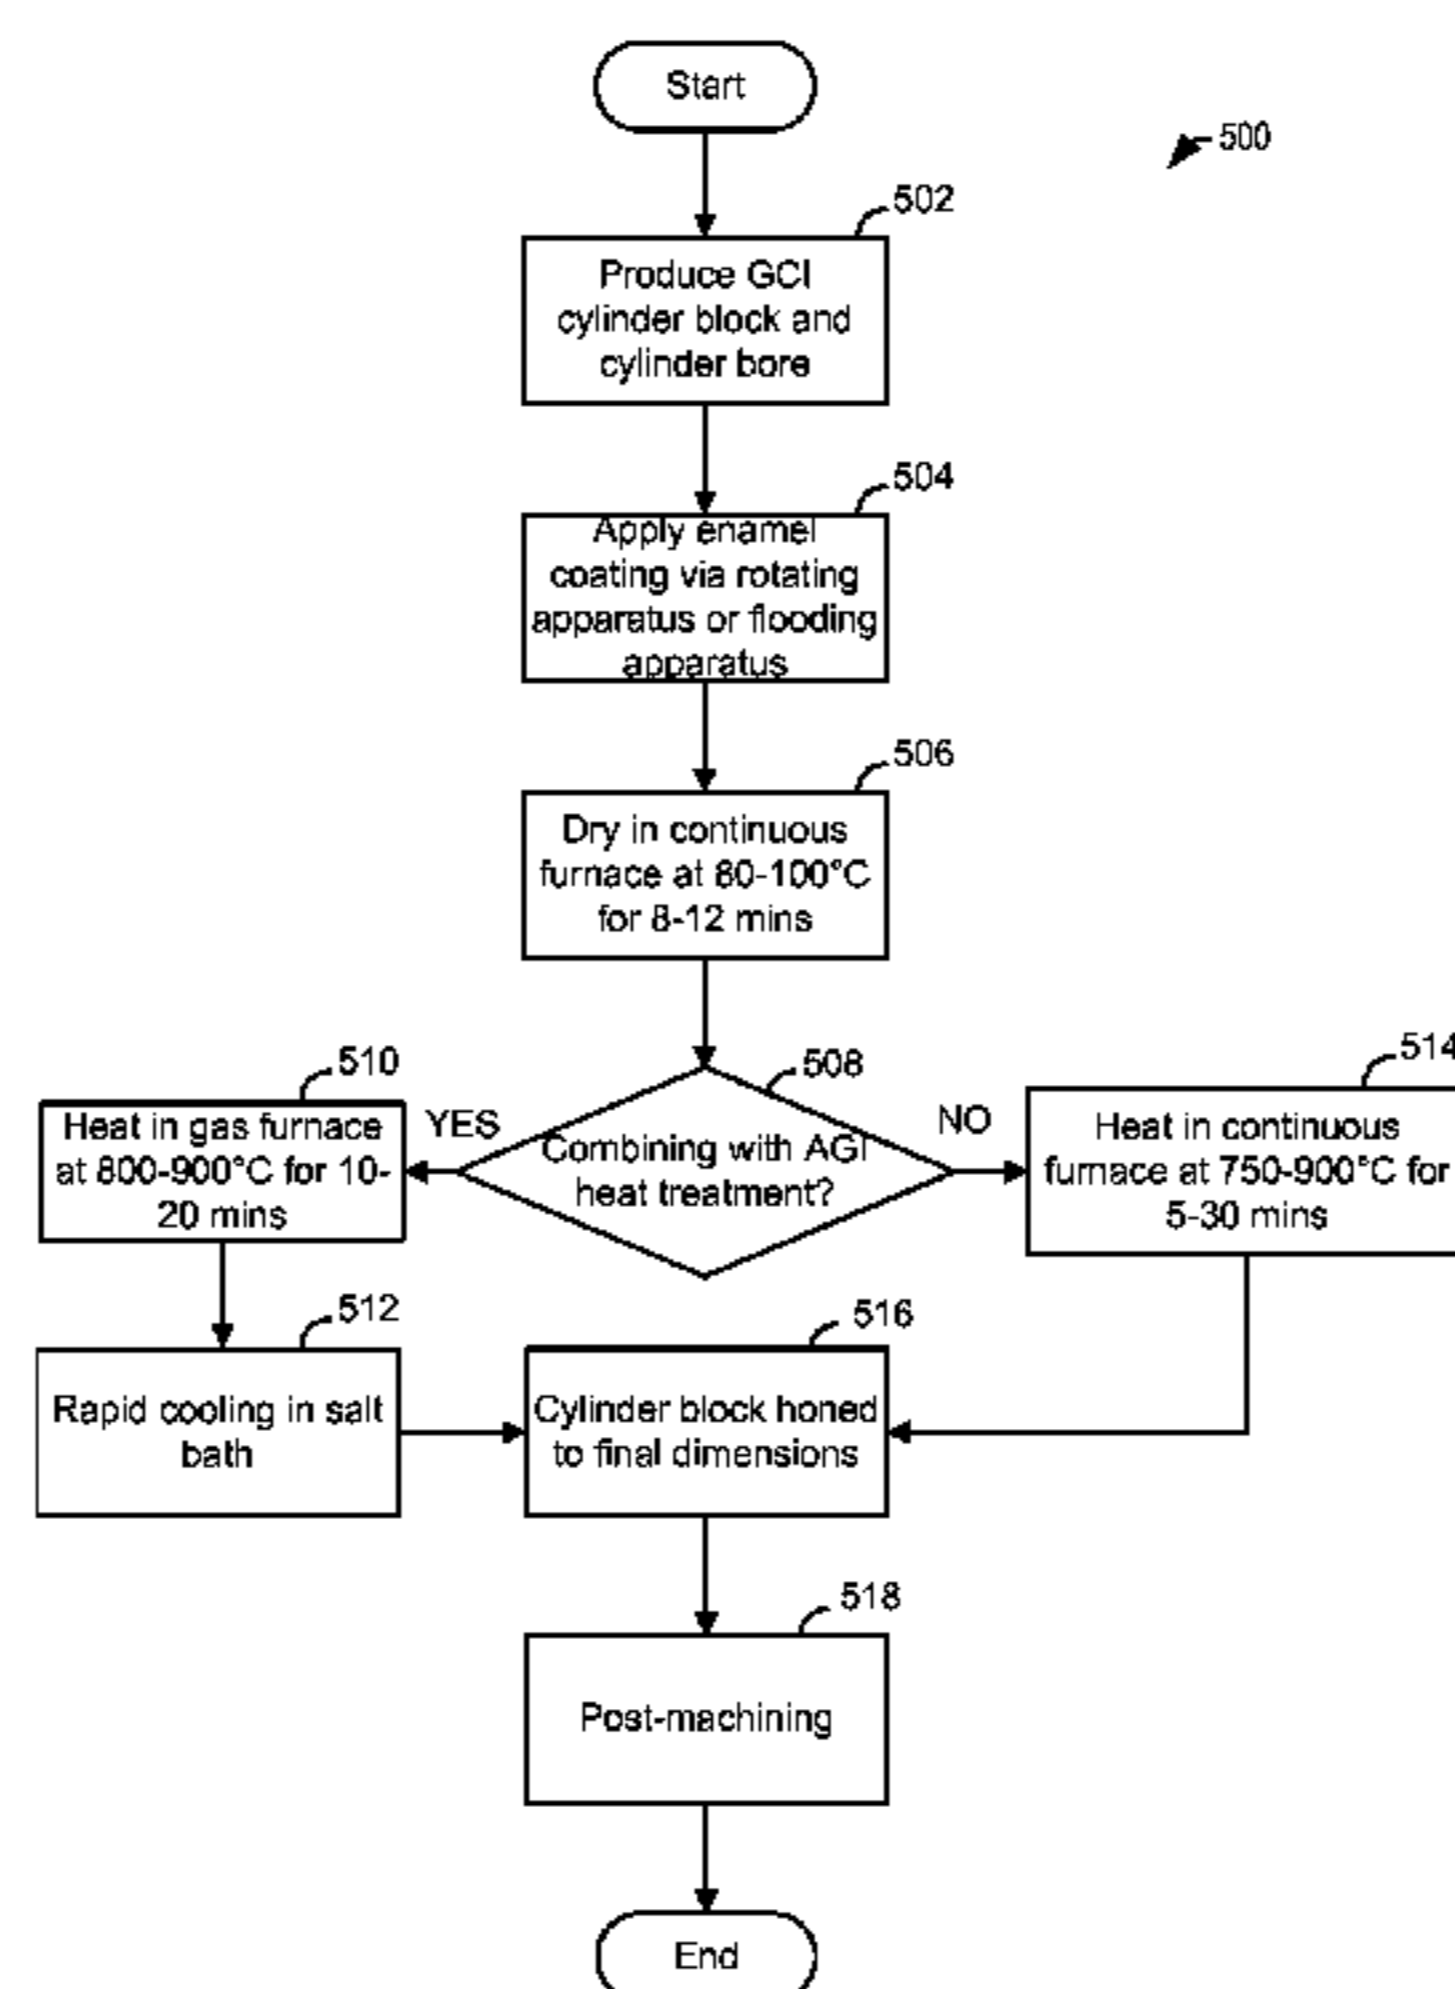 Start
500
502
Produce GCI
cylinder block and
cylinder bore
504
Apply enamel
coating via rotating
apparatus or flooding
apparatus
506
Dry in continuous
furnace at 80-100°C
for 8-12 mins
508
Combining with AGI
heat treatment?
YES
NO
510
Heat in gas furnace
at 800-900°C for 10-
20 mins
514
Heat in continuous
furnace at 750-900°C for
5-30 mins
512
Rapid cooling in salt
bath
516
Cylinder block honed
to final dimensions
518
Post-machining
End